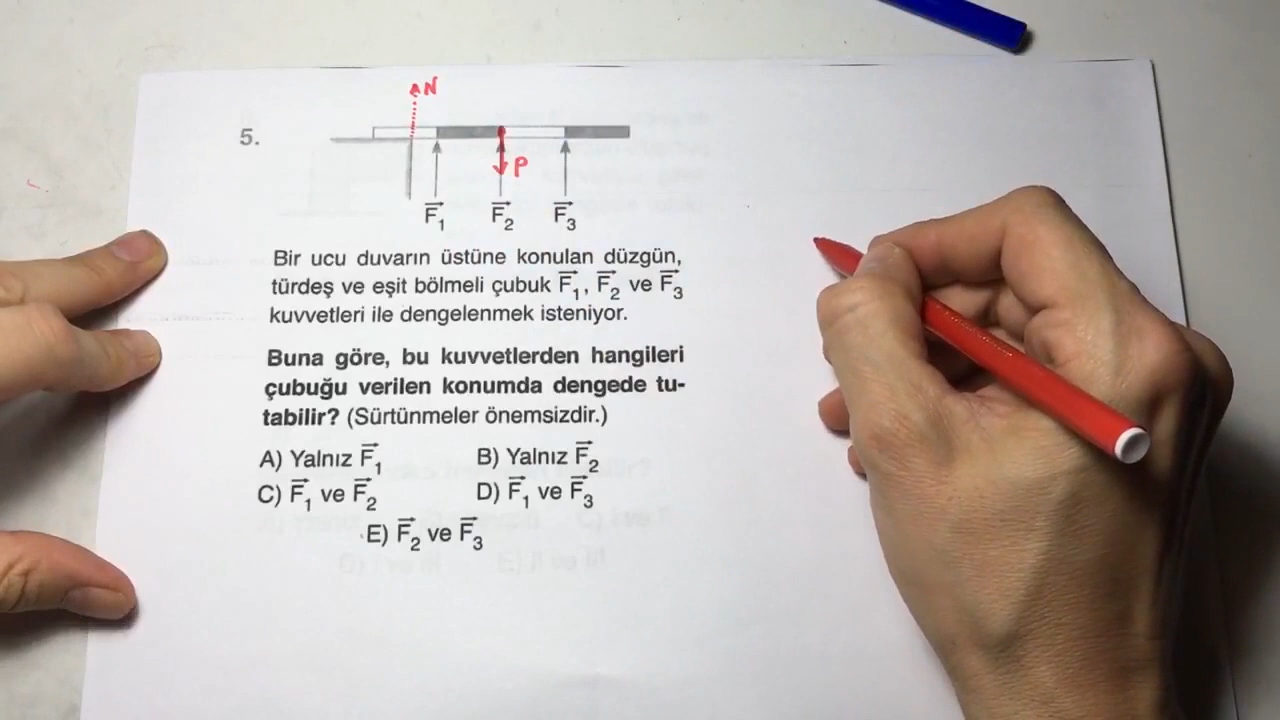 N
5.
P
F₁ F₂ F₃
Bir ucu duvarın üstüne konulan düzgün,
türdeş ve eşit bölmeli çubuk F₁, F₂ ve F₃
kuvvetleri ile dengelenmek isteniyor.
Buna göre, bu kuvvetlerden hangileri
çubuğu verilen konumda dengede tu-
tabilir? (Sürtünmeler önemsizdir.)
A) Yalnız F₁ B) Yalnız F₂
C) F₁ ve F₂ D) F₁ ve F₃
E) F₂ ve F₃